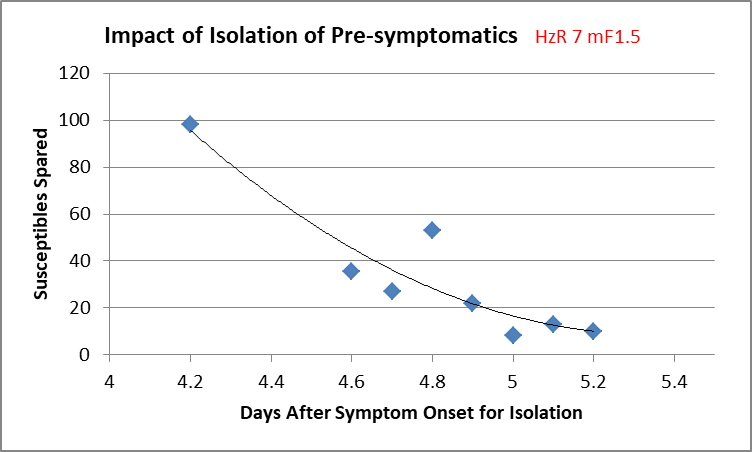 Impact of Isolation of Pre-symptomatics HzR 7 mF1.5
120
100
80
60
40
20
0
Susceptibles Spared
4 4.2 4.4 4.6 4.8 5 5.2 5.4
Days After Symptom Onset for Isolation